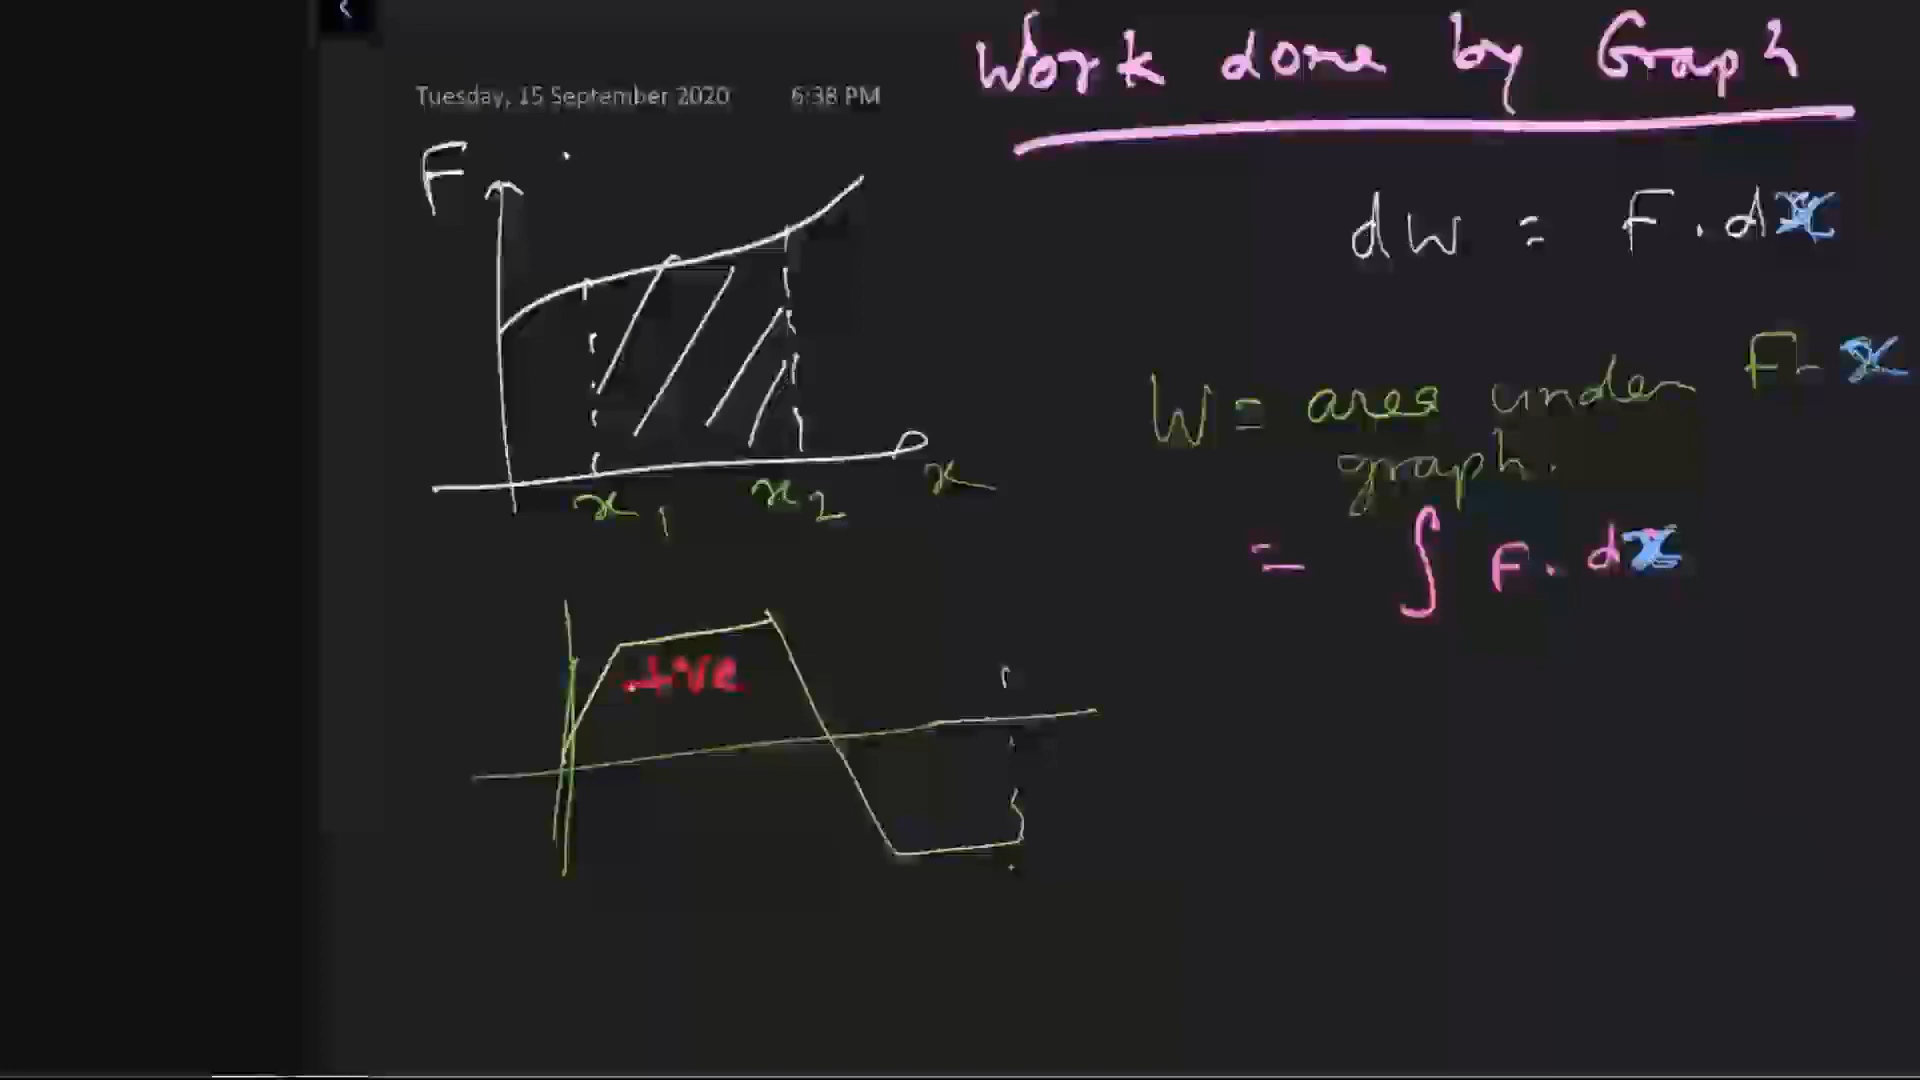 Work done by Graph
Tuesday, 15 September 2020 6:38 PM
F
dW = F . dx
W = area under F-x
graph.
x1 x2 x
= ∫ F . dx
+ve